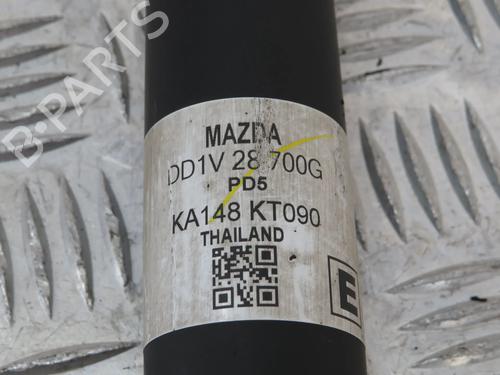 B-PARTS
MAZDA
DD1V 28 700G
PD5
KA148 KT090
THAILAND
E